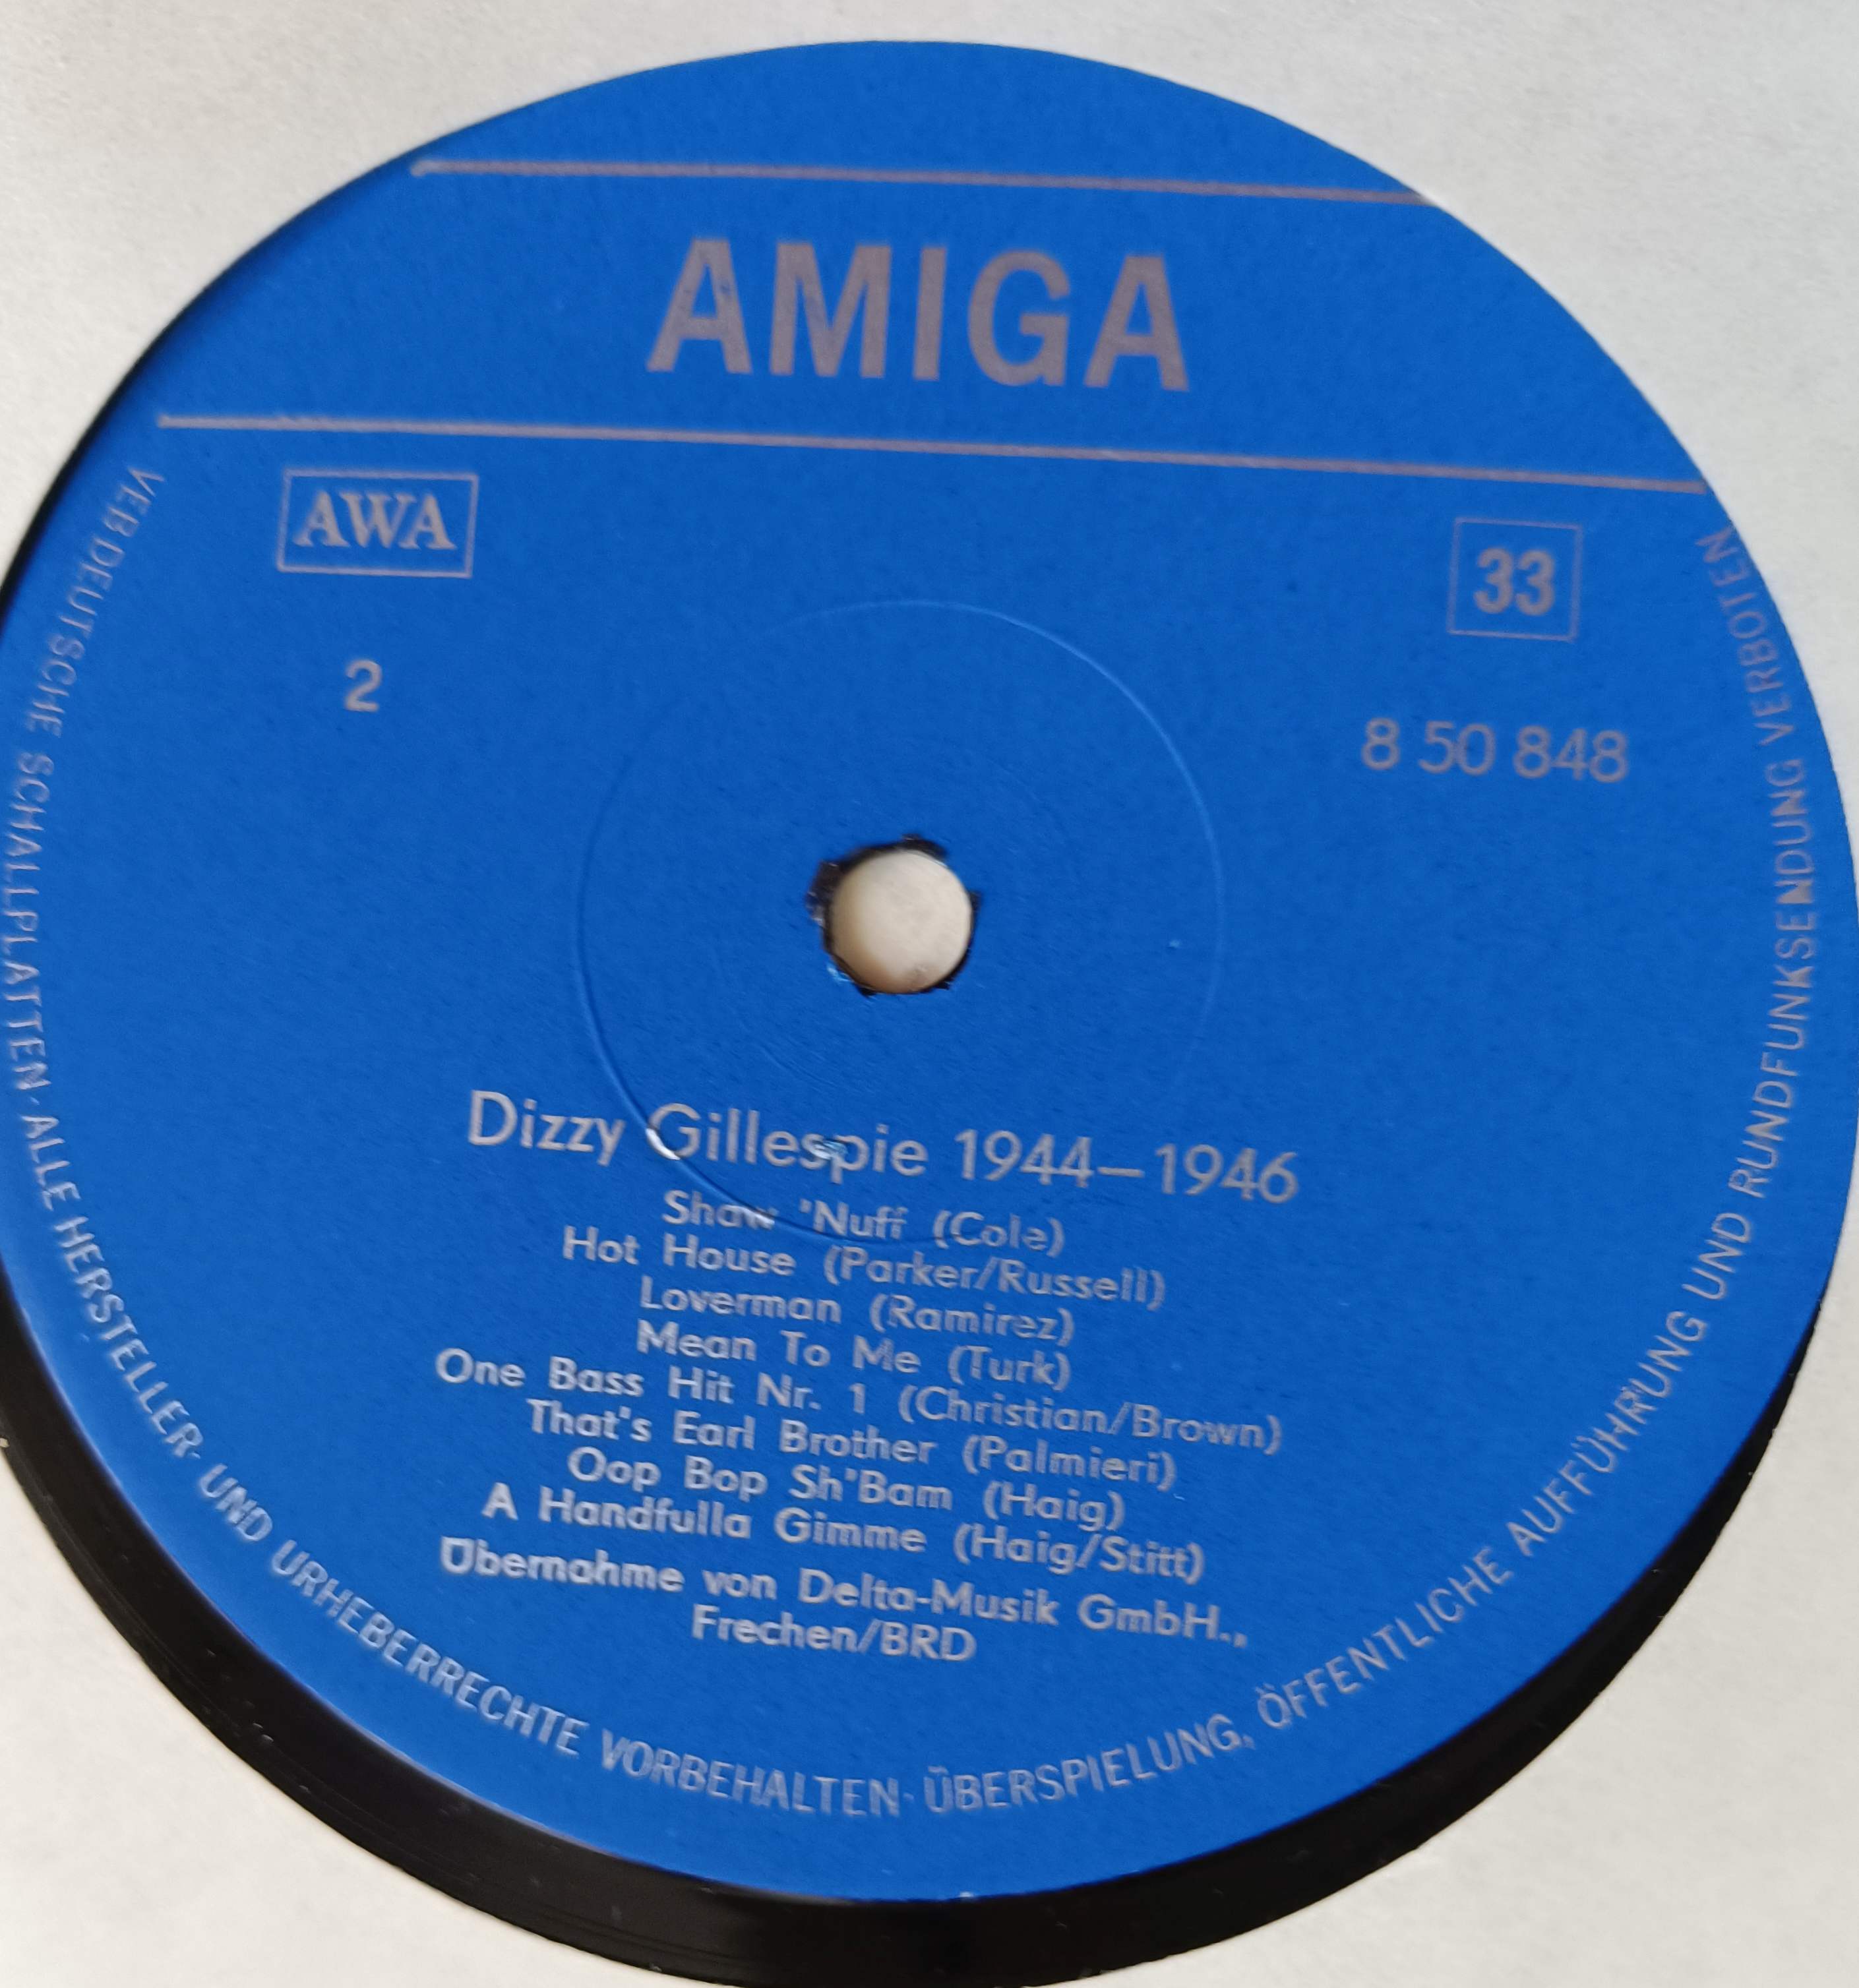 AMIGA
AWA
33
2
8 50 848
Dizzy Gillespie 1944–1946
Shaw 'Nuff (Cole)
Hot House (Parker/Russell)
Loverman (Ramirez)
Mean To Me (Turk)
One Bass Hit Nr. 1 (Christian/Brown)
That's Earl Brother (Palmieri)
Oop Bop Sh'Bam (Haig)
A Handfulla Gimme (Haig/Stitt)
Übernahme von Delta-Musik GmbH.,
Frechen/BRD
VEB DEUTSCHE SCHALLPLATTEN · ALLE HERSTELLER- UND URHEBERRECHTE VORBEHALTEN · ÜBERSPIELUNG, ÖFFENTLICHE AUFFÜHRUNG UND RUNDFUNKSENDUNG VERBOTEN